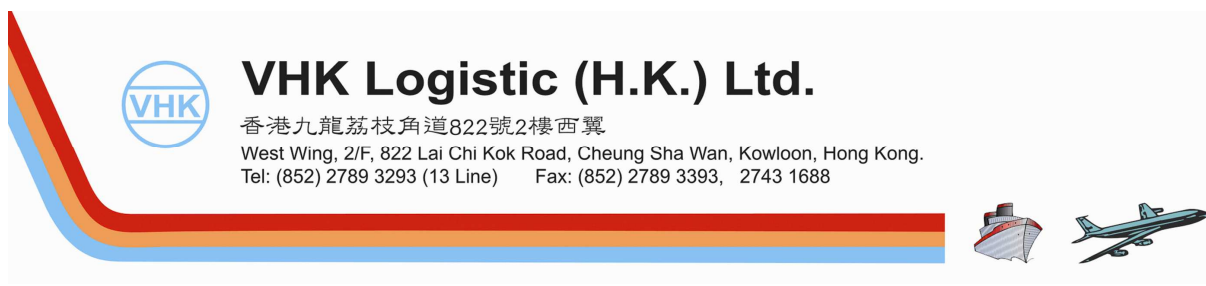 VHK
VHK Logistic (H.K.) Ltd.
香港九龍荔枝角道822號2樓西翼
West Wing, 2/F, 822 Lai Chi Kok Road, Cheung Sha Wan, Kowloon, Hong Kong.
Tel: (852) 2789 3293 (13 Line) Fax: (852) 2789 3393, 2743 1688